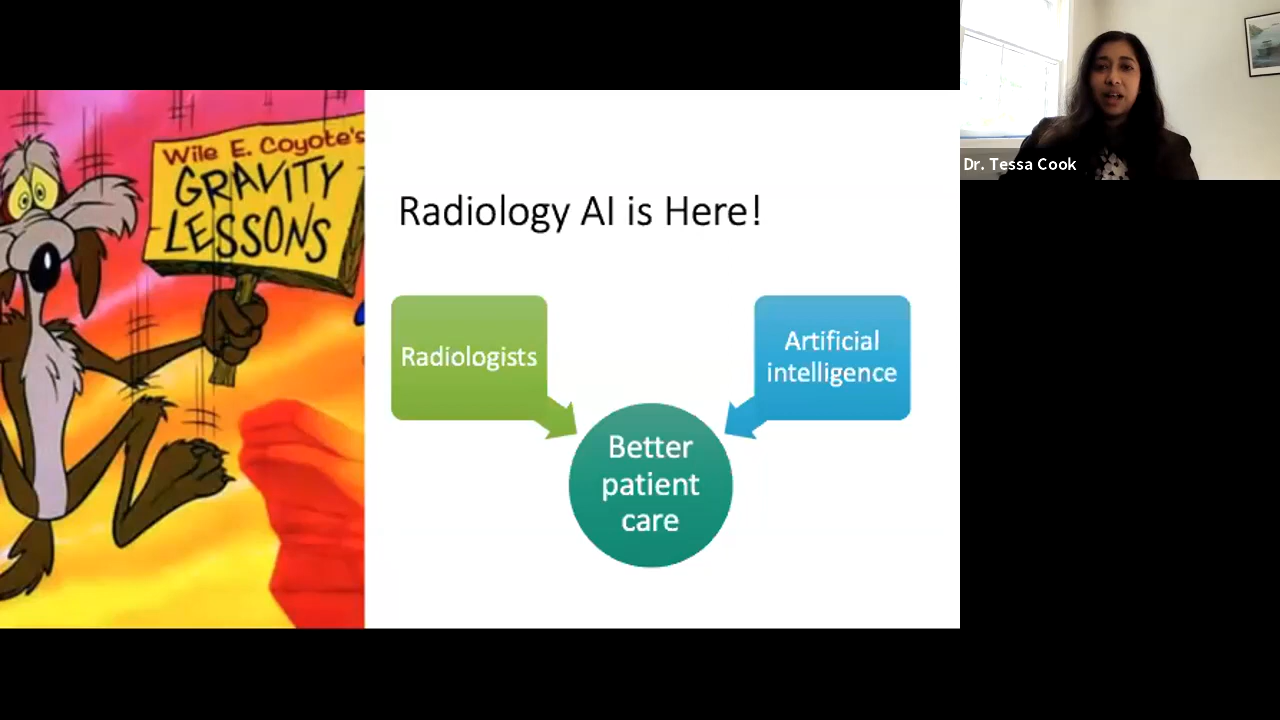 Wile E. Coyote's
GRAVITY
LESSONS
Radiology AI is Here!
Radiologists
Artificial
intelligence
Better
patient
care
Dr. Tessa Cook